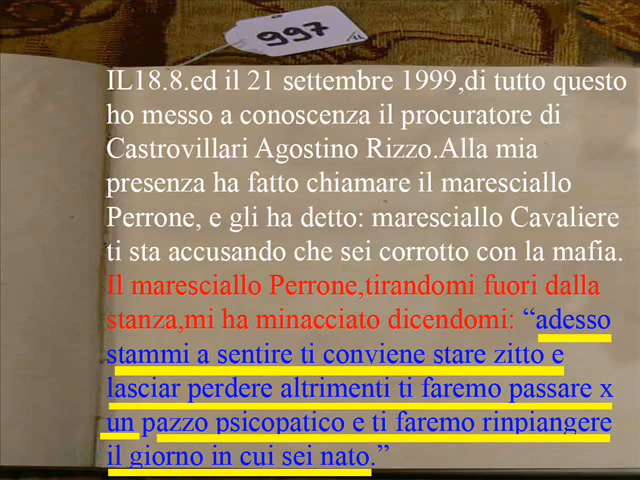 997
IL18.8.ed il 21 settembre 1999,di tutto questo
ho messo a conoscenza il procuratore di
Castrovillari Agostino Rizzo.Alla mia
presenza ha fatto chiamare il maresciallo
Perrone, e gli ha detto: maresciallo Cavaliere
ti sta accusando che sei corrotto con la mafia.
Il maresciallo Perrone,tirandomi fuori dalla
stanza,mi ha minacciato dicendomi: “adesso
stammi a sentire ti conviene stare zitto e
lasciar perdere altrimenti ti faremo passare x
un pazzo psicopatico e ti faremo rinpiangere
il giorno in cui sei nato.”